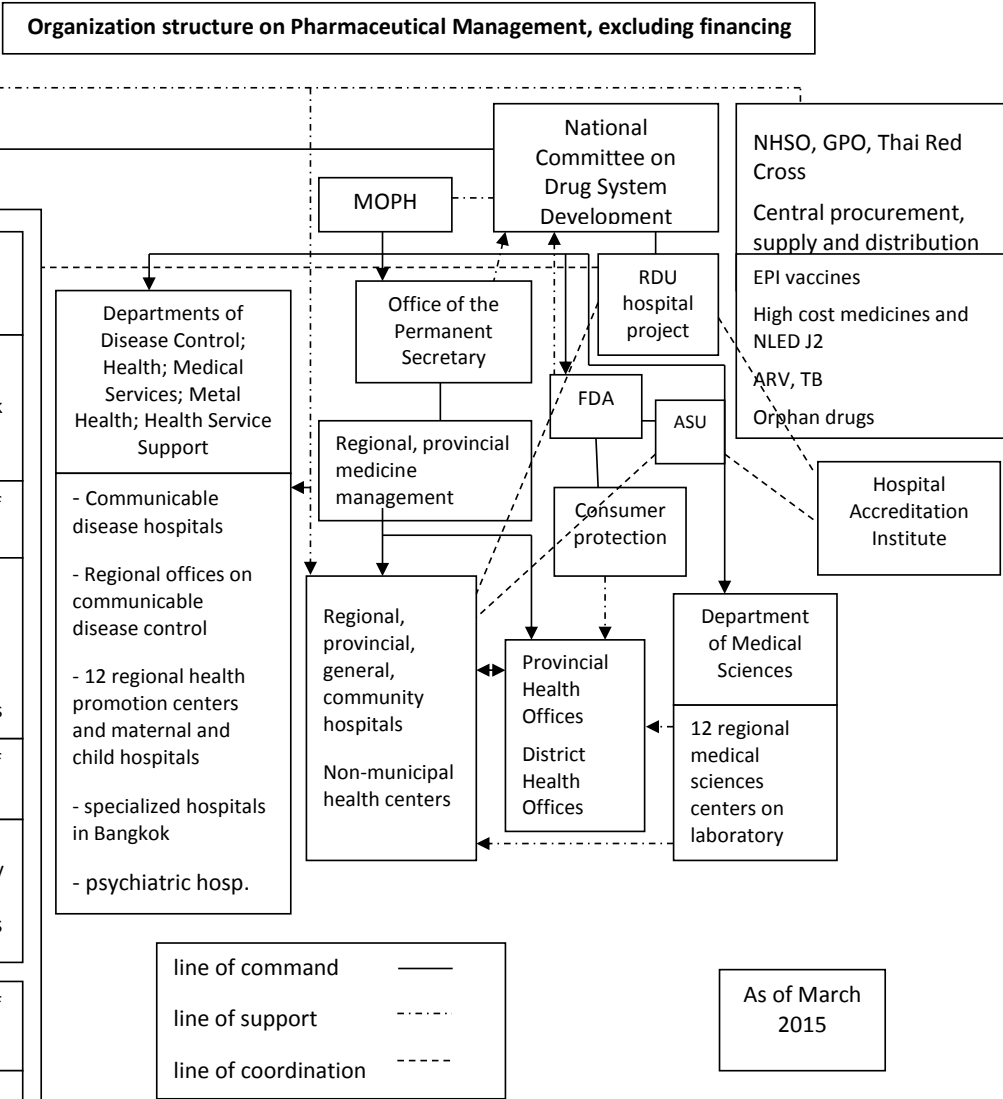 Organization structure on Pharmaceutical Management, excluding financing
National
Committee on
Drug System
Development
NHSO, GPO, Thai Red
Cross
Central procurement,
supply and distribution
EPI vaccines
High cost medicines and
NLED J2
ARV, TB
Orphan drugs
MOPH
RDU
hospital
project
Office of the
Permanent
Secretary
Departments of
Disease Control;
Health; Medical
Services; Metal
Health; Health Service
Support
- Communicable
disease hospitals
- Regional offices on
communicable
disease control
- 12 regional health
promotion centers
and maternal and
child hospitals
- specialized hospitals
in Bangkok
- psychiatric hosp.
FDA
ASU
Regional, provincial
medicine
management
Consumer
protection
Hospital
Accreditation
Institute
Regional,
provincial,
general,
community
hospitals
Non-municipal
health centers
Provincial
Health
Offices
District
Health
Offices
Department
of Medical
Sciences
12 regional
medical
sciences
centers on
laboratory
line of command
line of support
line of coordination
As of March
2015